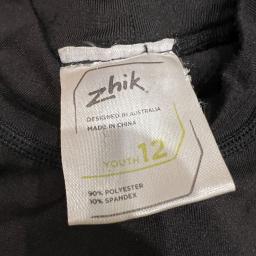 zhik
DESIGNED IN AUSTRALIA
MADE IN CHINA
YOUTH 12
90% POLYESTER
10% SPANDEX